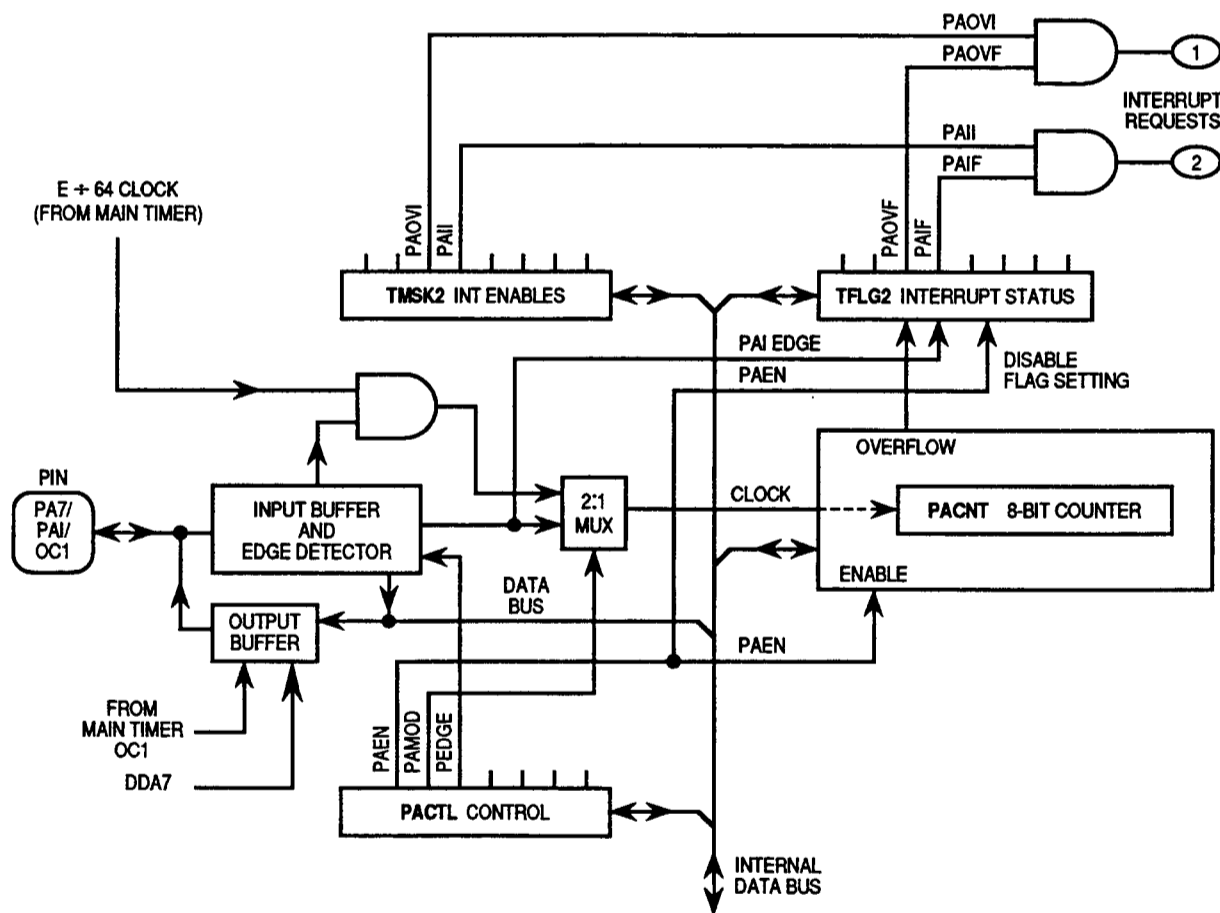 PAOVI
PAOVF
1
INTERRUPT
REQUESTS
PAII
PAIF
2
E ÷ 64 CLOCK
(FROM MAIN TIMER)
PAOVI
PAII
PAOVF
PAIF
TMSK2 INT ENABLES
TFLG2 INTERRUPT STATUS
PAI EDGE
PAEN
DISABLE
FLAG SETTING
OVERFLOW
PIN
PA7/
PAI/
OC1
INPUT BUFFER
AND
EDGE DETECTOR
2:1
MUX
CLOCK
PACNT 8-BIT COUNTER
ENABLE
DATA
BUS
OUTPUT
BUFFER
PAEN
FROM
MAIN TIMER
OC1
DDA7
PAEN
PAMOD
PEDGE
PACTL CONTROL
INTERNAL
DATA BUS